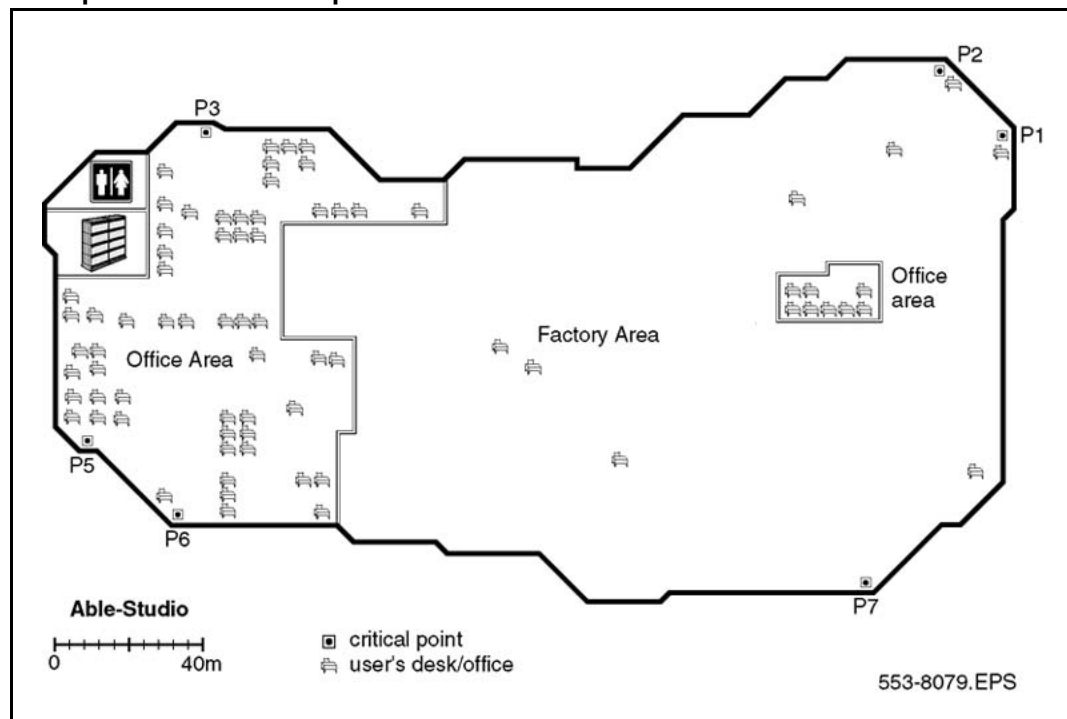 P2
P3
P1
Office
area
Factory Area
Office Area
P5
P6
P7
Able-Studio
critical point
0
40m
user's desk/office
553-8079.EPS